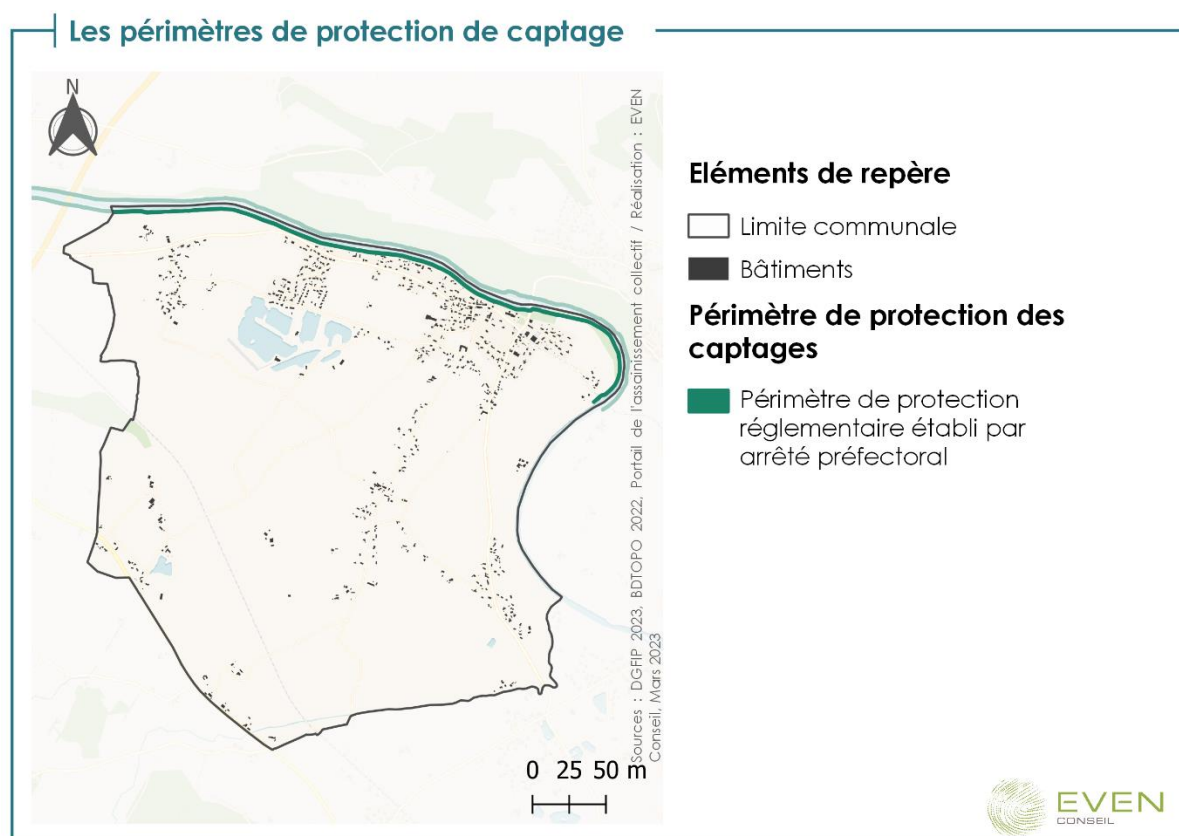 Les périmètres de protection de captage
N
Sources : DGFIP 2023, BDTOPO 2022, Portail de l'assainissement collectif / Réalisation : EVEN
Conseil, Mars 2023
0 25 50 m
Eléments de repère
Limite communale
Bâtiments
Périmètre de protection des
captages
Périmètre de protection
réglementaire établi par
arrêté préfectoral
EVEN
CONSEIL